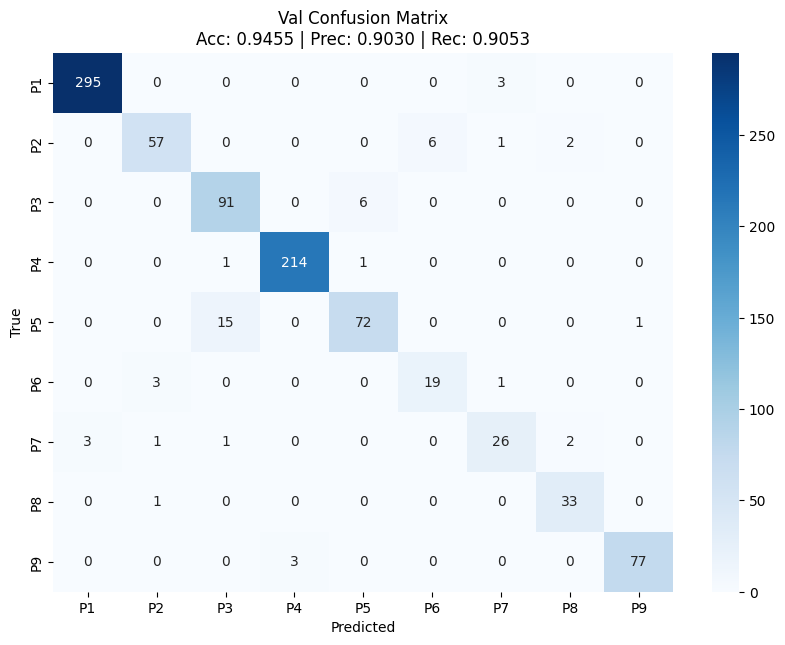 Val Confusion Matrix
Acc: 0.9455 | Prec: 0.9030 | Rec: 0.9053
P1 295 0 0 0 0 0 3 0 0
P2 0 57 0 0 0 6 1 2 0
P3 0 0 91 0 6 0 0 0 0
P4 0 0 1 214 1 0 0 0 0
P5 0 0 15 0 72 0 0 0 1
P6 0 3 0 0 0 19 1 0 0
P7 3 1 1 0 0 0 26 2 0
P8 0 1 0 0 0 0 0 33 0
P9 0 0 0 3 0 0 0 0 77
P1 P2 P3 P4 P5 P6 P7 P8 P9
Predicted
True
250
200
150
100
50
0